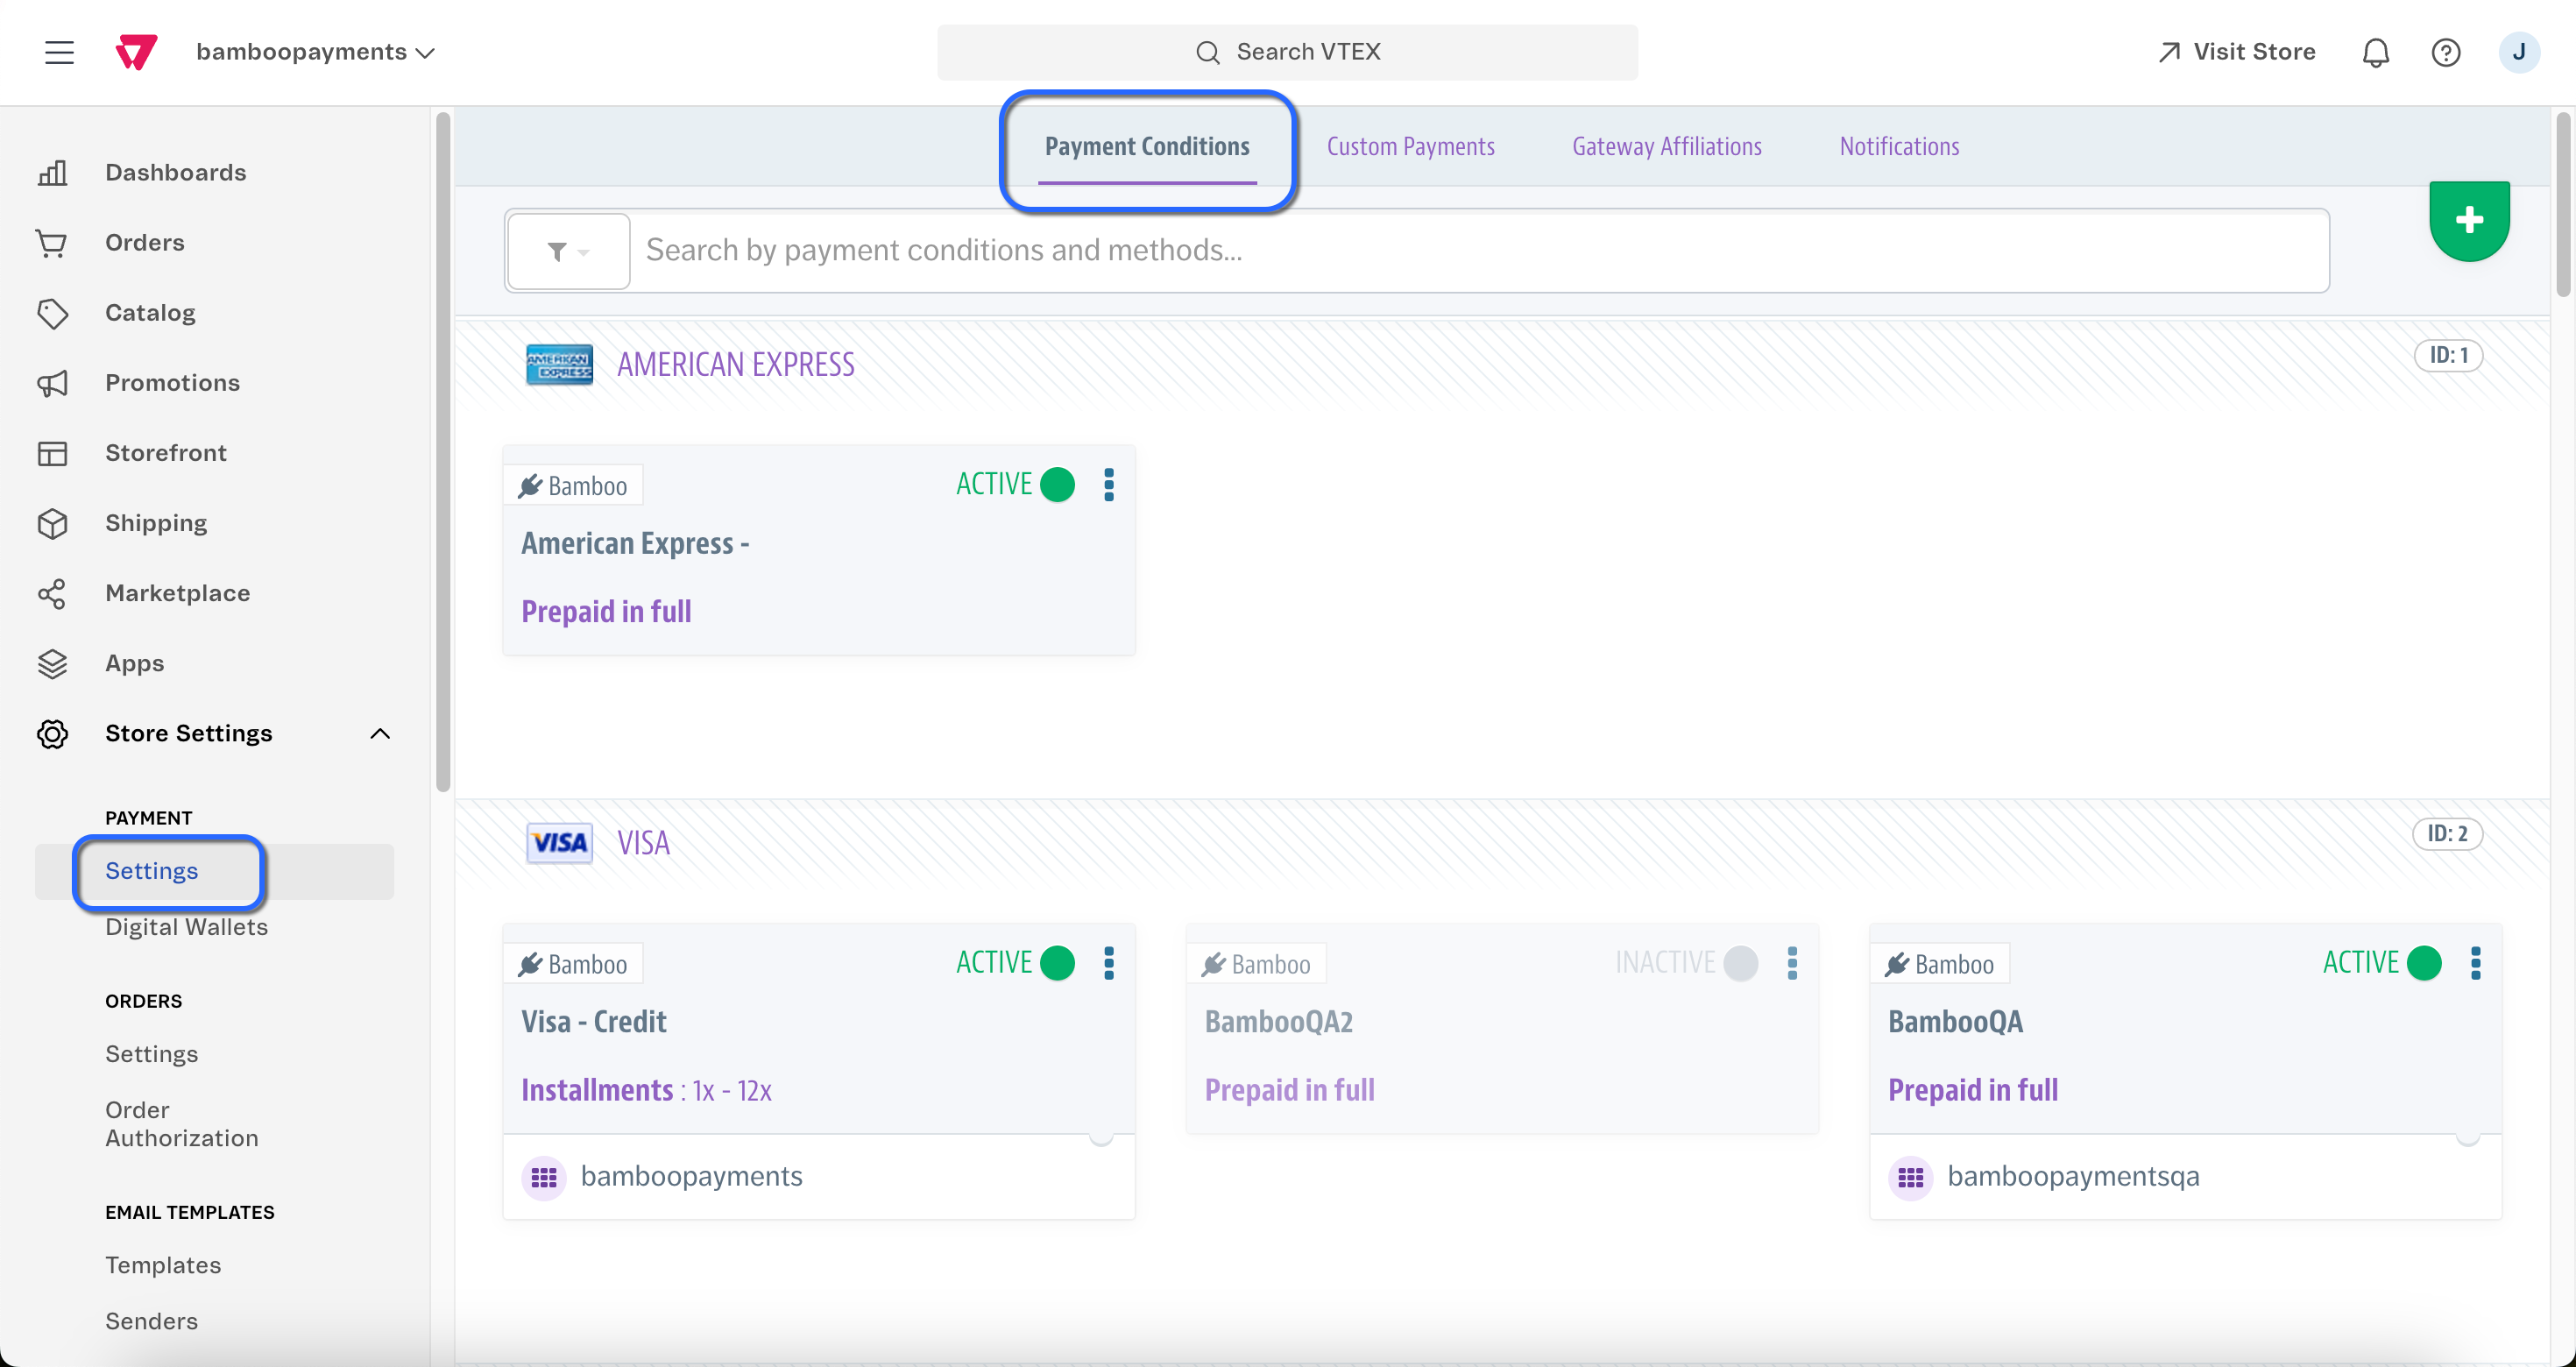 bamboopayments
Search VTEX
Visit Store
J
Dashboards
Orders
Catalog
Promotions
Storefront
Shipping
Marketplace
Apps
Store Settings
PAYMENT
Settings
Digital Wallets
ORDERS
Settings
Order
Authorization
EMAIL TEMPLATES
Templates
Senders
Payment Conditions
Custom Payments
Gateway Affiliations
Notifications
Search by payment conditions and methods...
AMERICAN EXPRESS
AMERICAN EXPRESS
ID: 1
Bamboo
ACTIVE
American Express -
Prepaid in full
VISA
VISA
ID: 2
Bamboo
ACTIVE
Visa - Credit
Installments : 1x - 12x
bamboopayments
Bamboo
INACTIVE
BambooQA2
Prepaid in full
Bamboo
ACTIVE
BambooQA
Prepaid in full
bamboopaymentsqa